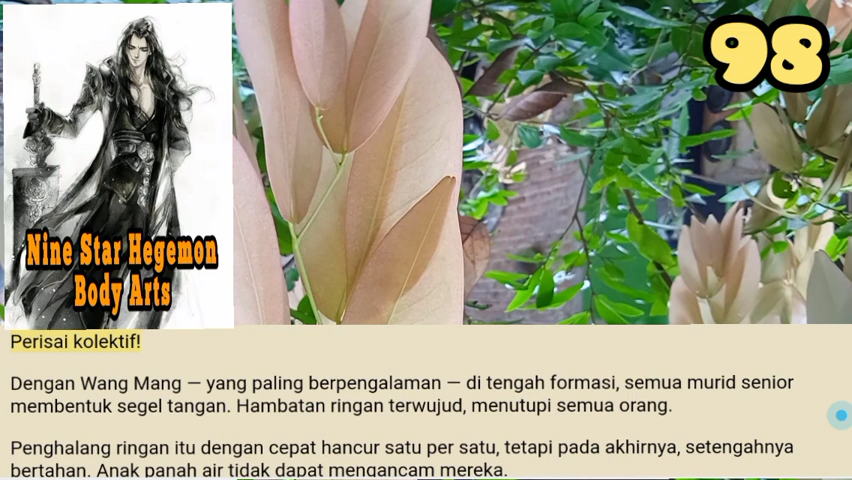 98
Nine Star Hegemon
Body Arts
Perisai kolektif!
Dengan Wang Mang — yang paling berpengalaman — di tengah formasi, semua murid senior
membentuk segel tangan. Hambatan ringan terwujud, menutupi semua orang.
Penghalang ringan itu dengan cepat hancur satu per satu, tetapi pada akhirnya, setengahnya
bertahan. Anak panah air tidak dapat mengancam mereka.